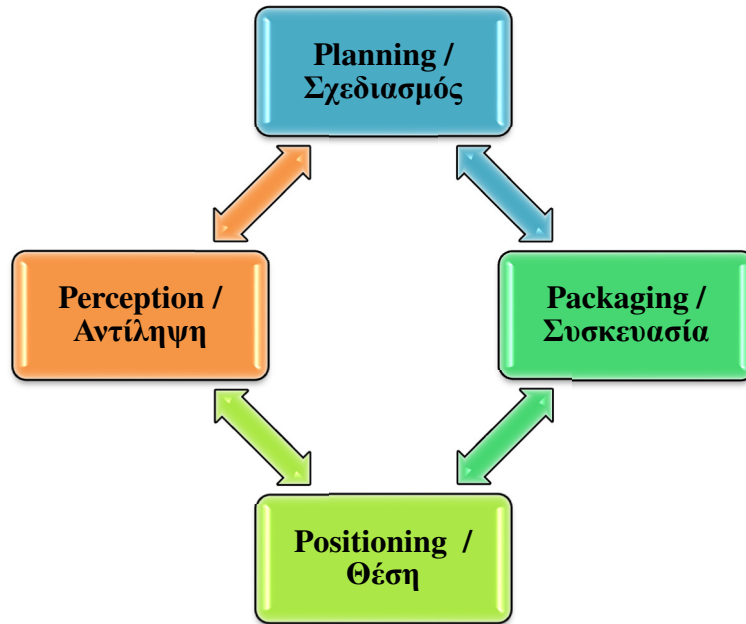 Planning /
Σχεδιασμός
Perception /
Αντίληψη
Packaging /
Συσκευασία
Positioning /
Θέση